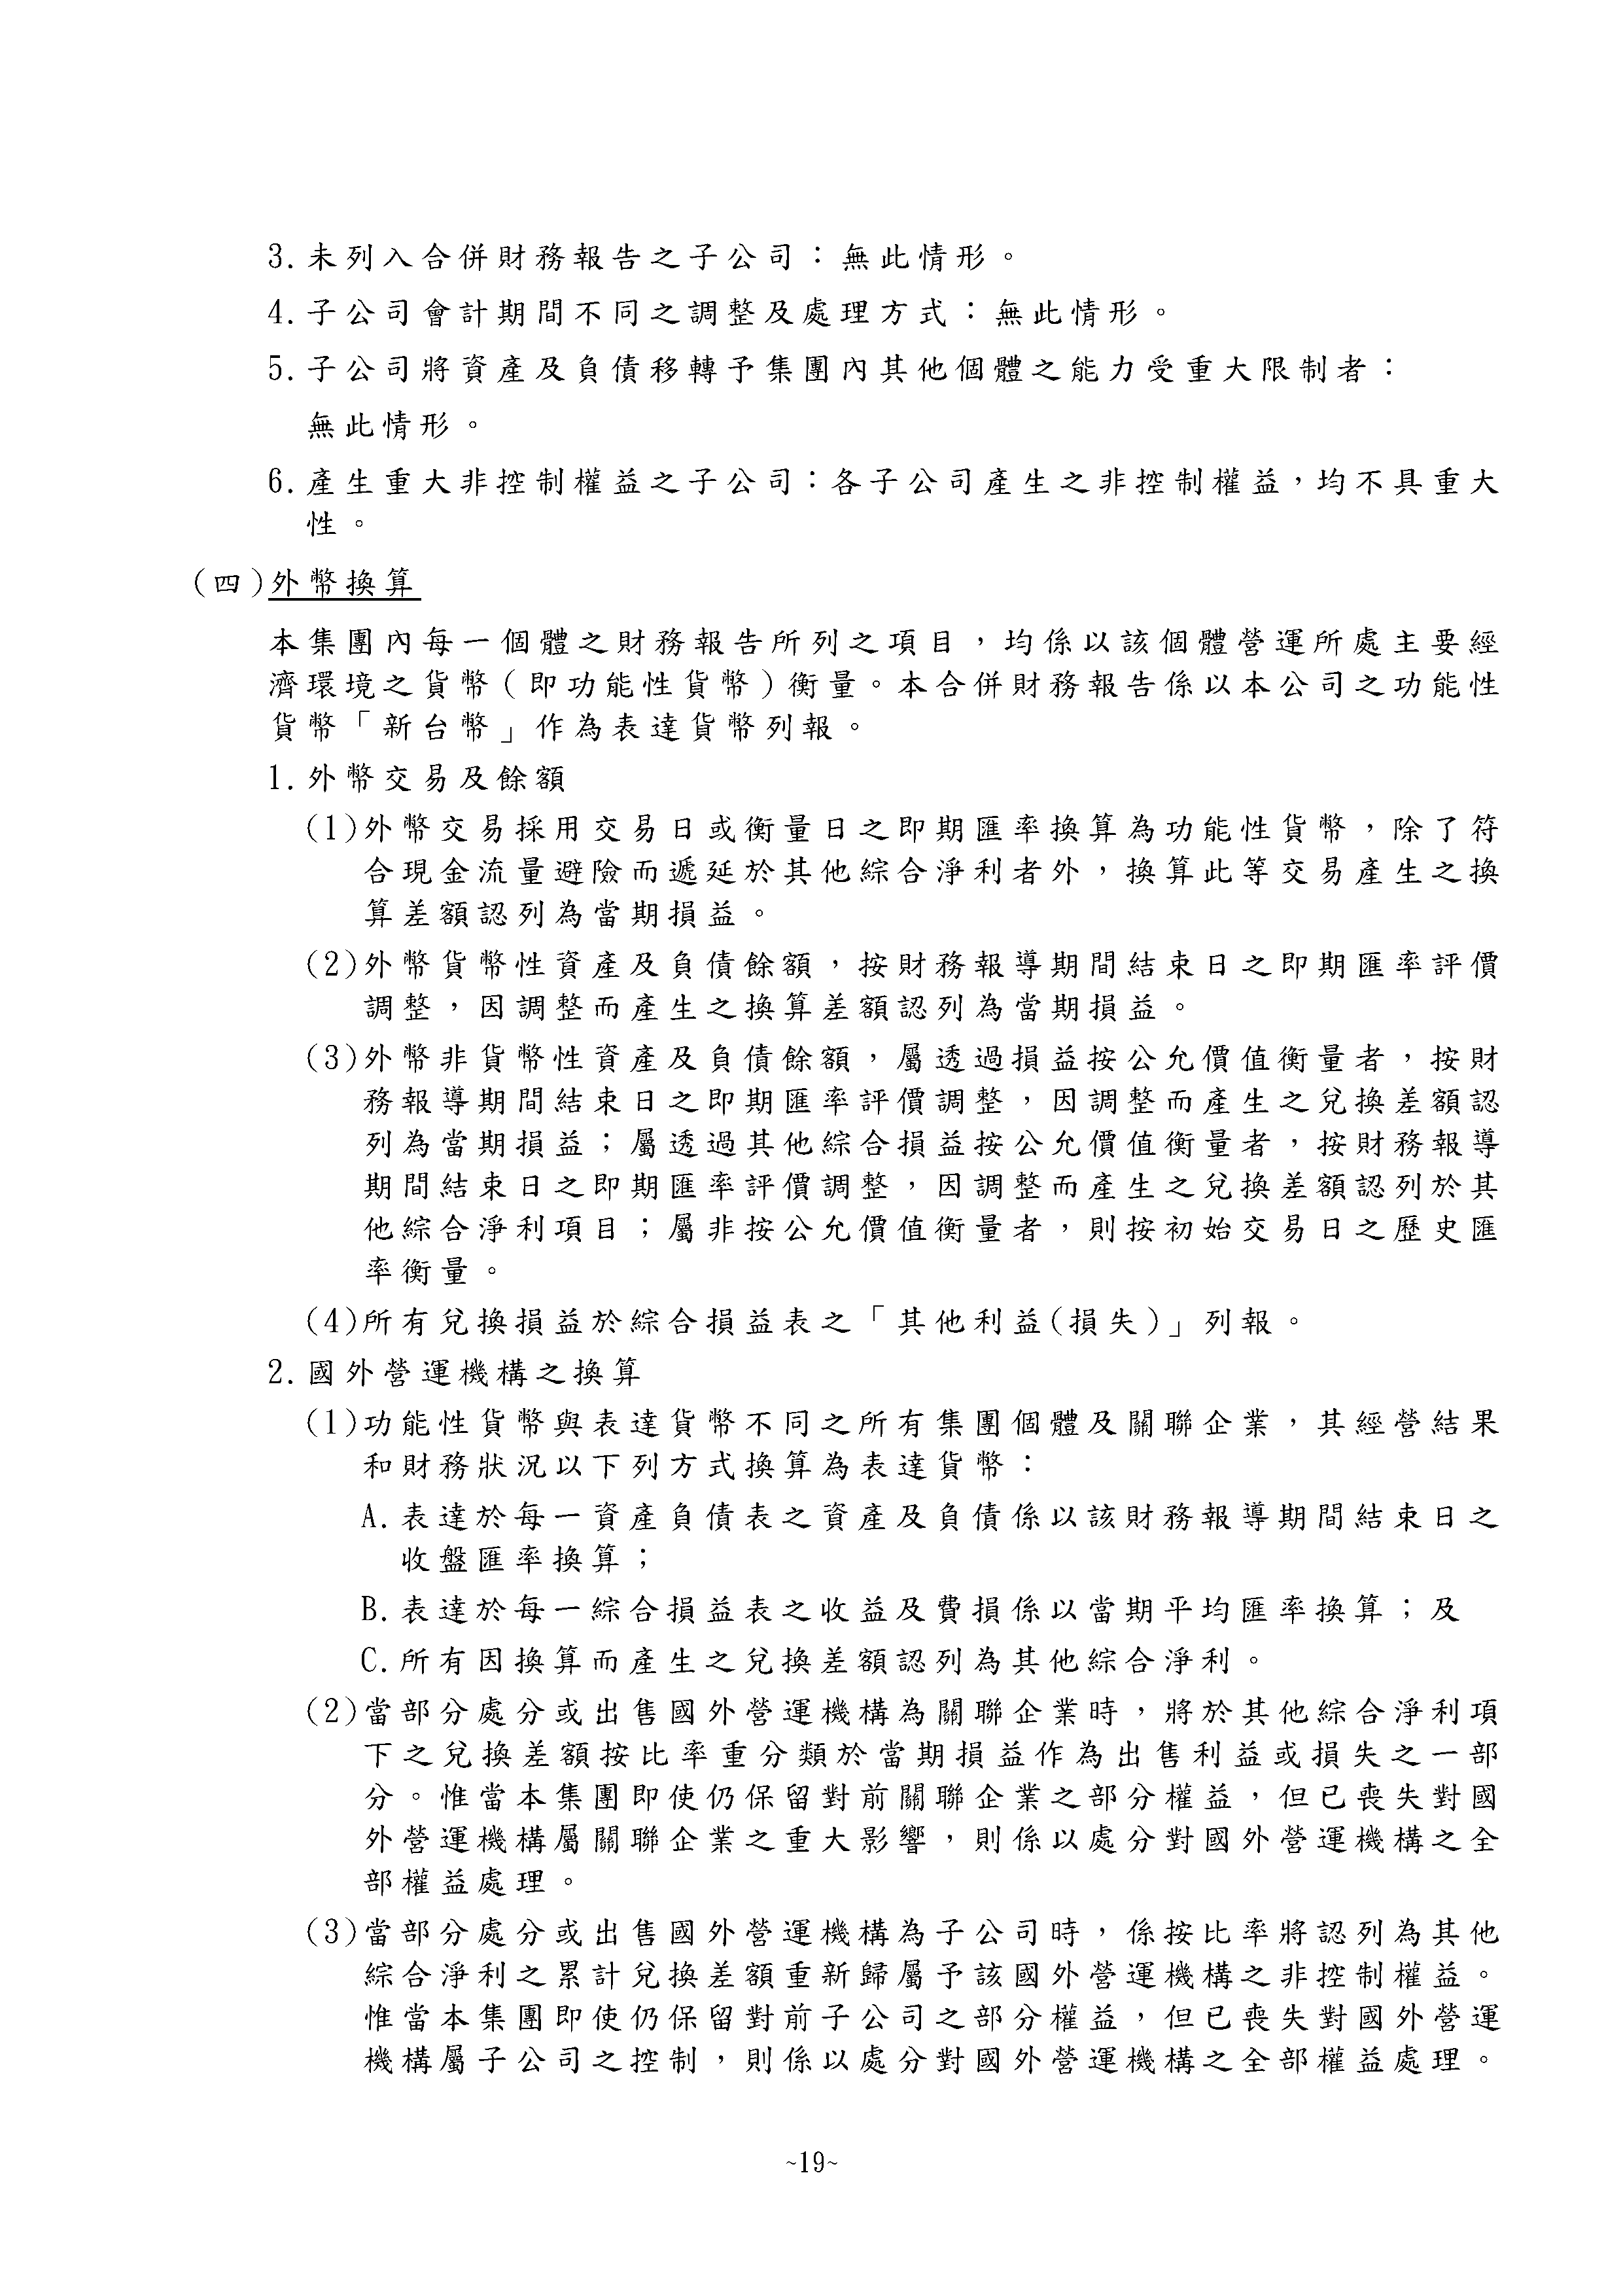 3.未列入合併財務報告之子公司：無此情形。
4.子公司會計期間不同之調整及處理方式：無此情形。
5.子公司將資產及負債移轉予集團內其他個體之能力受重大限制者：
無此情形。
6.產生重大非控制權益之子公司：各子公司產生之非控制權益，均不具重大
性。
(四)外幣換算
本集團內每一個體之財務報告所列之項目，均係以該個體營運所處主要經
濟環境之貨幣（即功能性貨幣）衡量。本合併財務報告係以本公司之功能性
貨幣「新台幣」作為表達貨幣列報。
1.外幣交易及餘額
(1)外幣交易採用交易日或衡量日之即期匯率換算為功能性貨幣，除了符
合現金流量避險而遞延於其他綜合淨利者外，換算此等交易產生之換
算差額認列為當期損益。
(2)外幣貨幣性資產及負債餘額，按財務報導期間結束日之即期匯率評價
調整，因調整而產生之換算差額認列為當期損益。
(3)外幣非貨幣性資產及負債餘額，屬透過損益按公允價值衡量者，按財
務報導期間結束日之即期匯率評價調整，因調整而產生之兌換差額認
列為當期損益；屬透過其他綜合損益按公允價值衡量者，按財務報導
期間結束日之即期匯率評價調整，因調整而產生之兌換差額認列於其
他綜合淨利項目；屬非按公允價值衡量者，則按初始交易日之歷史匯
率衡量。
(4)所有兌換損益於綜合損益表之「其他利益(損失)」列報。
2.國外營運機構之換算
(1)功能性貨幣與表達貨幣不同之所有集團個體及關聯企業，其經營結果
和財務狀況以下列方式換算為表達貨幣：
A.表達於每一資產負債表之資產及負債係以該財務報導期間結束日之
收盤匯率換算；
B.表達於每一綜合損益表之收益及費損係以當期平均匯率換算；及
C.所有因換算而產生之兌換差額認列為其他綜合淨利。
(2)當部分處分或出售國外營運機構為關聯企業時，將於其他綜合淨利項
下之兌換差額按比率重分類於當期損益作為出售利益或損失之一部
分。惟當本集團即使仍保留對前關聯企業之部分權益，但已喪失對國
外營運機構屬關聯企業之重大影響，則係以處分對國外營運機構之全
部權益處理。
(3)當部分處分或出售國外營運機構為子公司時，係按比率將認列為其他
綜合淨利之累計兌換差額重新歸屬予該國外營運機構之非控制權益。
惟當本集團即使仍保留對前子公司之部分權益，但已喪失對國外營運
機構屬子公司之控制，則係以處分對國外營運機構之全部權益處理。
~19~